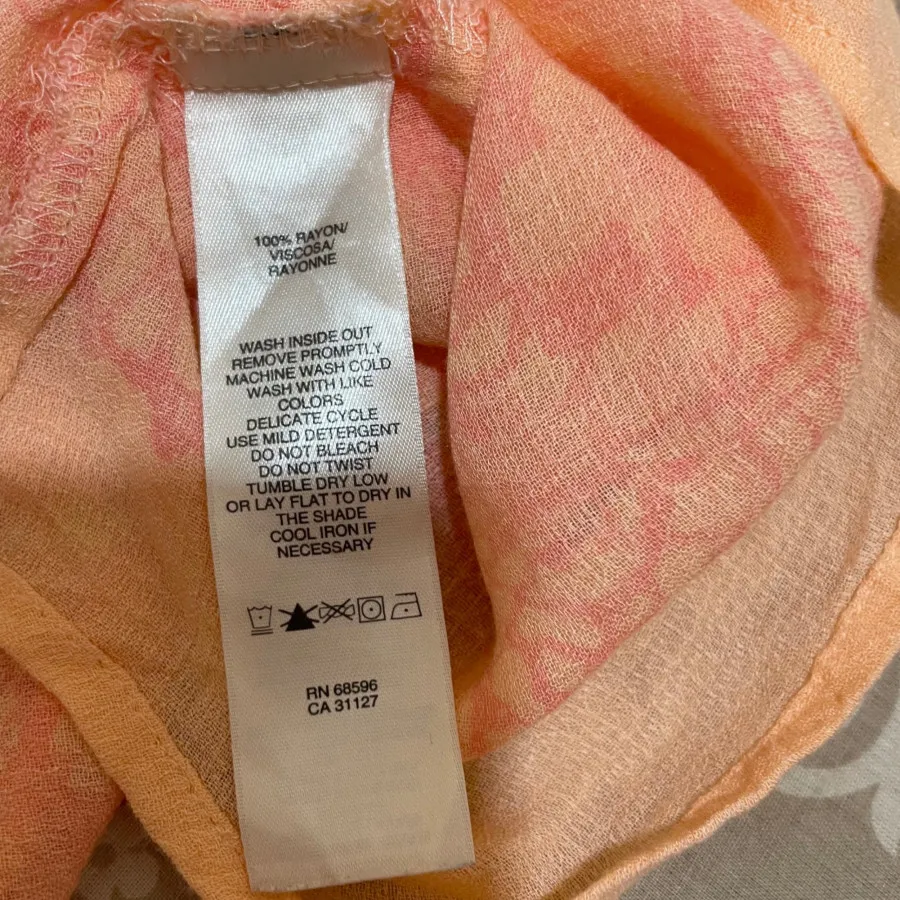 100% RAYON/
VISCOSA/
RAYONNE
WASH INSIDE OUT
REMOVE PROMPTLY
MACHINE WASH COLD
WASH WITH LIKE
COLORS
DELICATE CYCLE
USE MILD DETERGENT
DO NOT BLEACH
DO NOT TWIST
TUMBLE DRY LOW
OR LAY FLAT TO DRY IN
THE SHADE
COOL IRON IF
NECESSARY
RN 68596
CA 31127